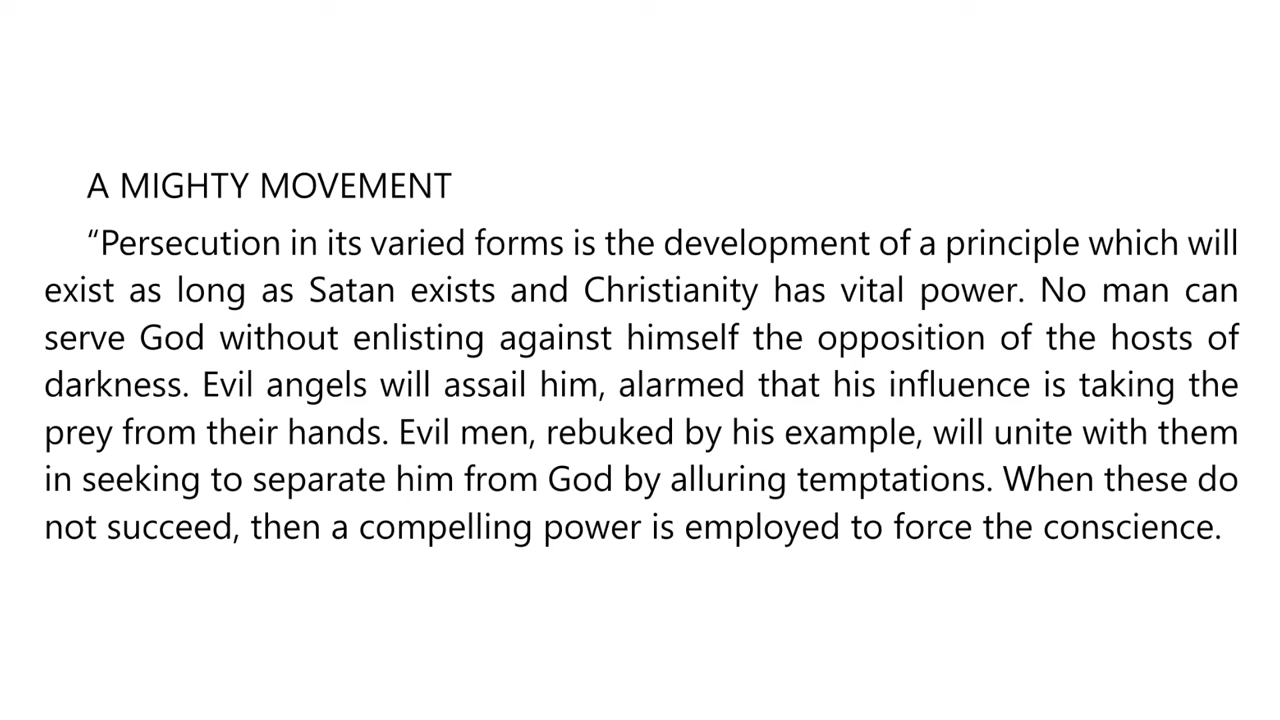 A MIGHTY MOVEMENT
“Persecution in its varied forms is the development of a principle which will
exist as long as Satan exists and Christianity has vital power. No man can
serve God without enlisting against himself the opposition of the hosts of
darkness. Evil angels will assail him, alarmed that his influence is taking the
prey from their hands. Evil men, rebuked by his example, will unite with them
in seeking to separate him from God by alluring temptations. When these do
not succeed, then a compelling power is employed to force the conscience.